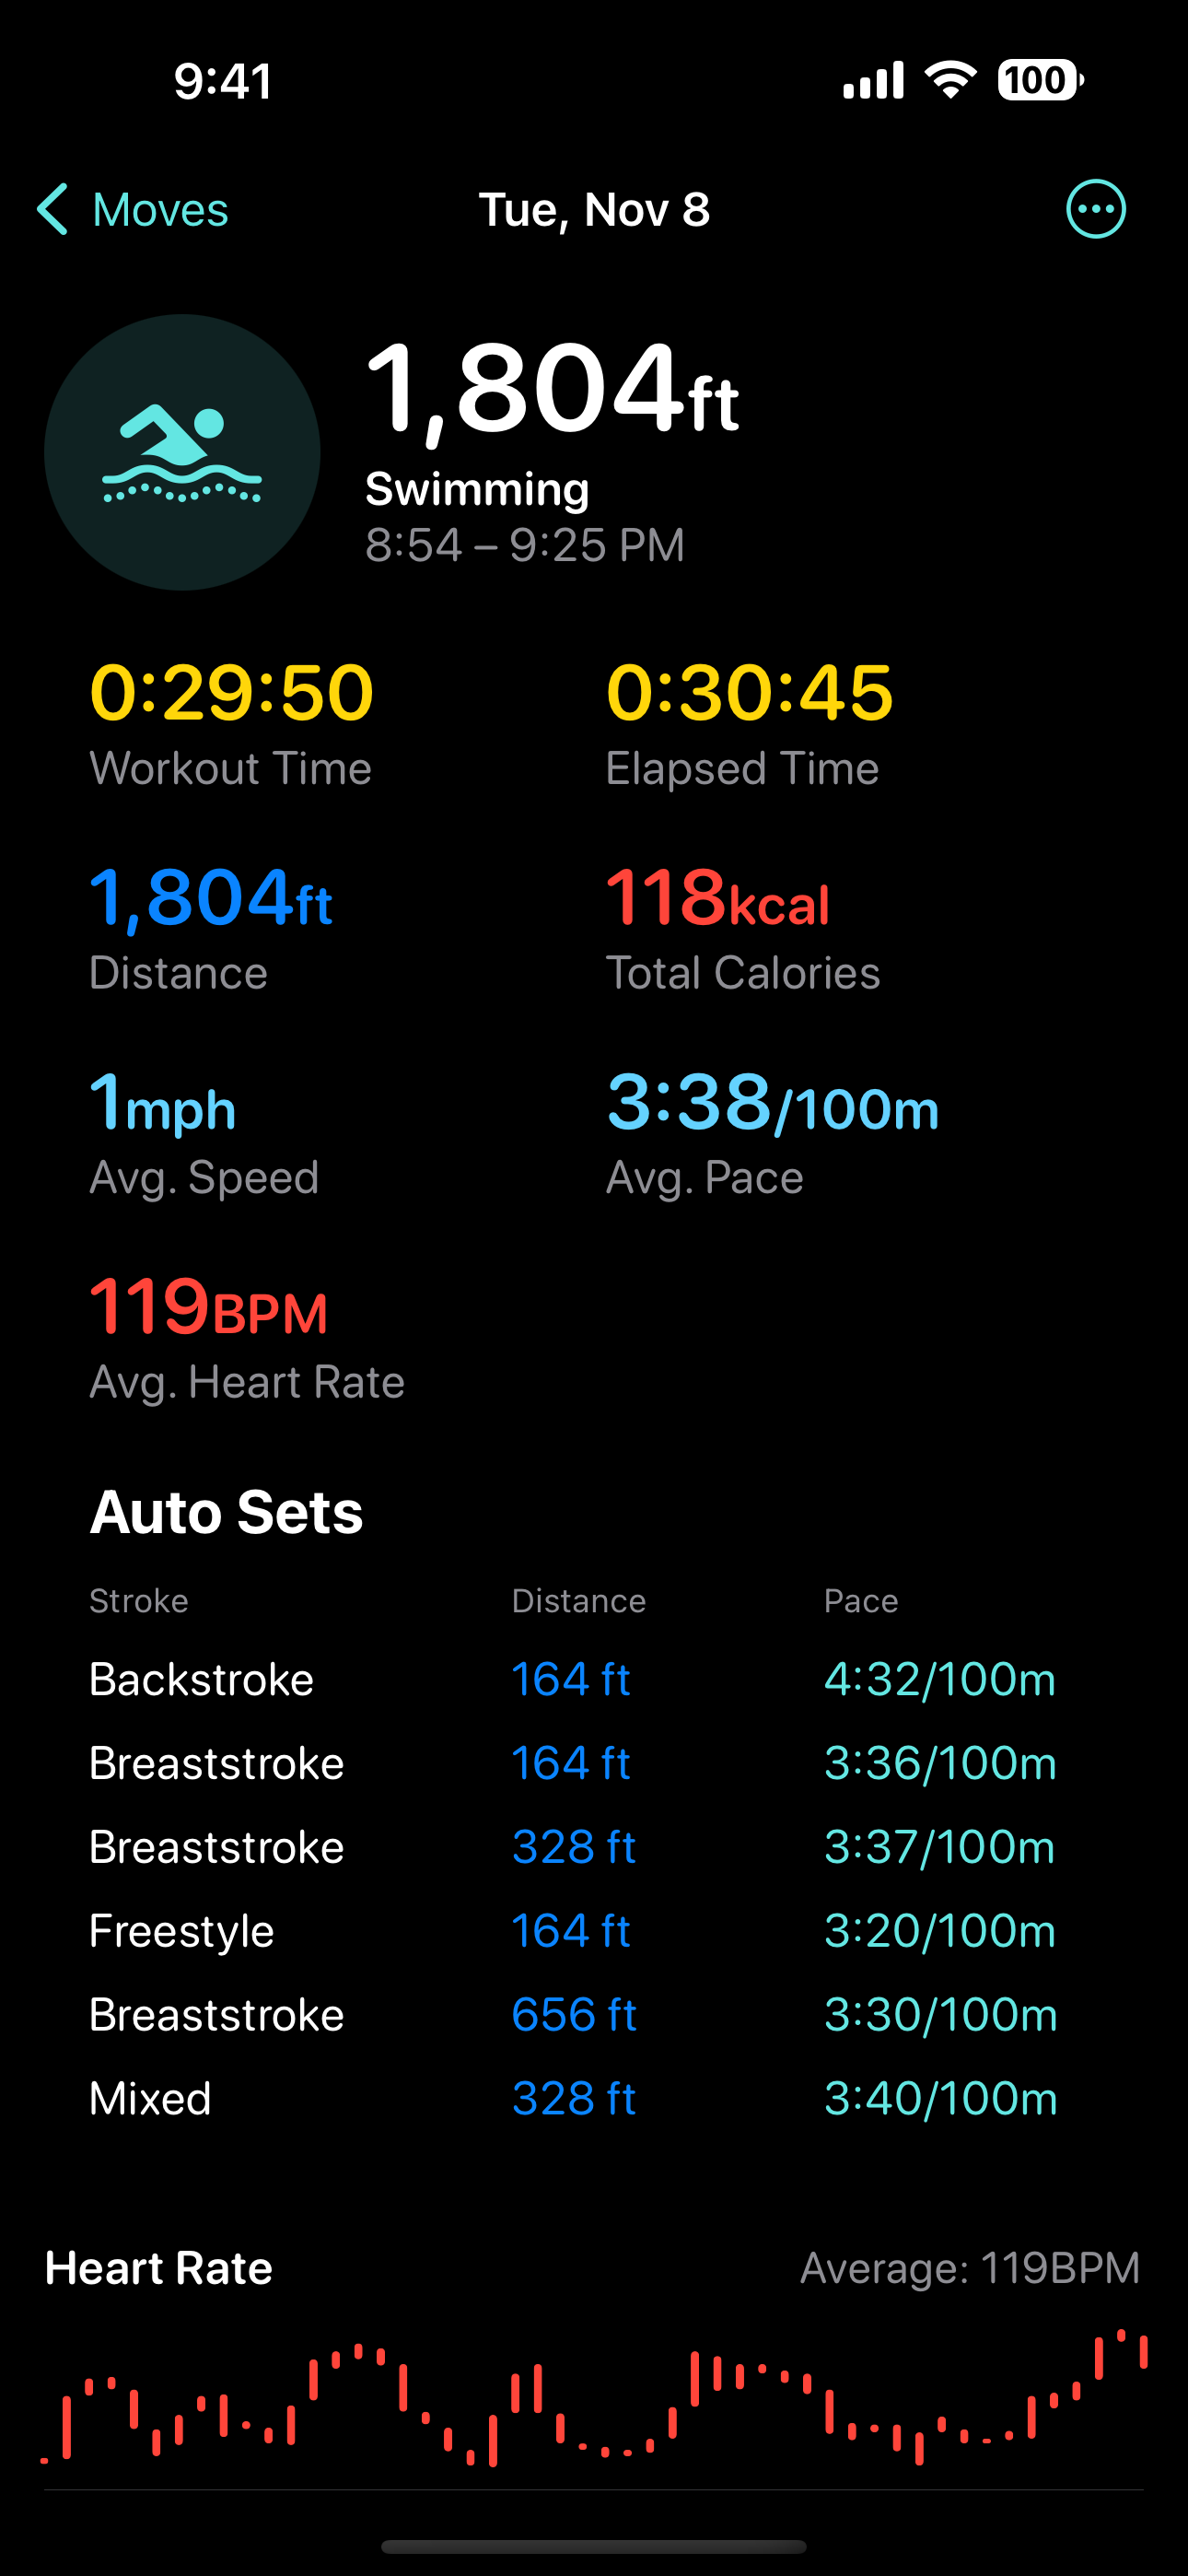 9:41 100
Moves Tue, Nov 8
1,804ft
Swimming
8:54 – 9:25 PM
0:29:50 0:30:45
Workout Time Elapsed Time
1,804ft 118kcal
Distance Total Calories
1mph 3:38/100m
Avg. Speed Avg. Pace
119BPM
Avg. Heart Rate
Auto Sets
Stroke Distance Pace
Backstroke 164 ft 4:32/100m
Breaststroke 164 ft 3:36/100m
Breaststroke 328 ft 3:37/100m
Freestyle 164 ft 3:20/100m
Breaststroke 656 ft 3:30/100m
Mixed 328 ft 3:40/100m
Heart Rate Average: 119BPM